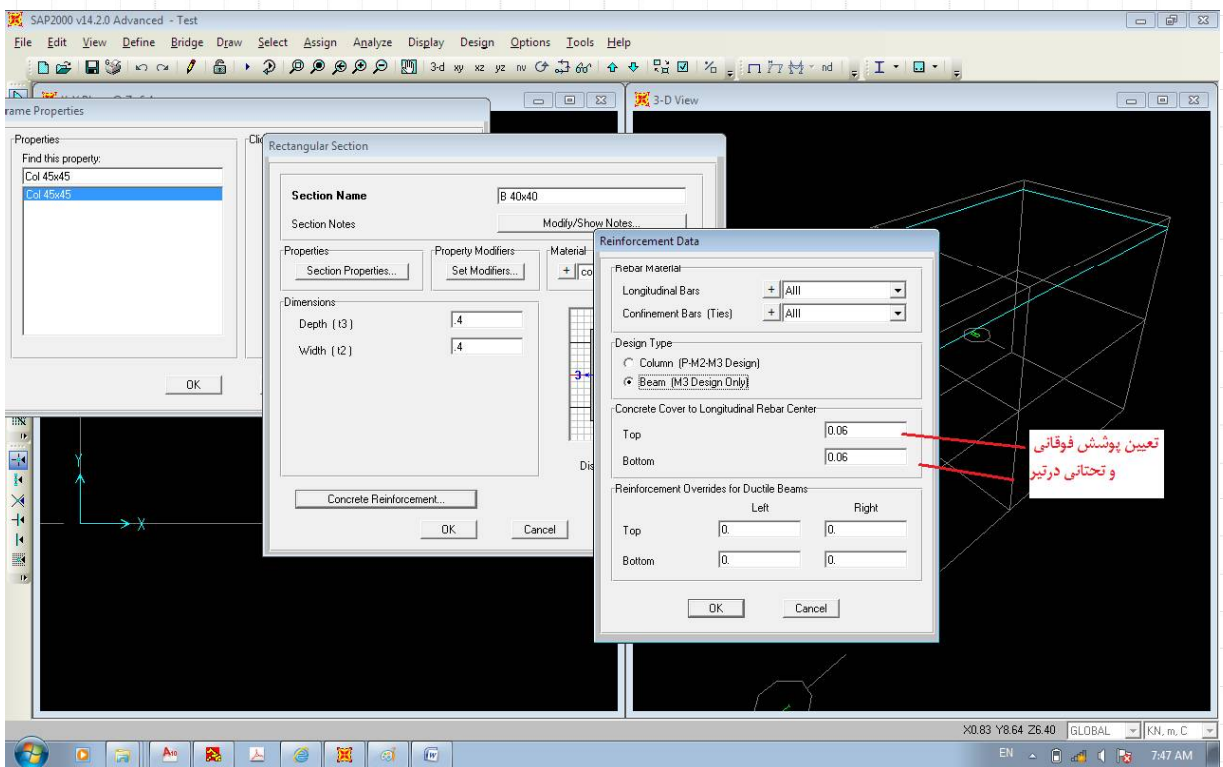 SAP2000 v14.2.0 Advanced - Test
File Edit View Define Bridge Draw Select Assign Analyze Display Design Options Tools Help
3-d xy xz yz nv nd
3-D View
rame Properties
Properties
Find this property:
Col 45x45
Col 45x45
OK
Rectangular Section
Section Name B 40x40
Section Notes Modify/Show Notes...
Properties Property Modifiers Material
Section Properties... Set Modifiers... + co
Dimensions
Depth ( t3 ) .4
Width ( t2 ) .4
3
Dis
Concrete Reinforcement...
OK Cancel
Reinforcement Data
Rebar Material
Longitudinal Bars + AIII
Confinement Bars (Ties) + AIII
Design Type
Column (P-M2-M3 Design)
Beam (M3 Design Only)
Concrete Cover to Longitudinal Rebar Center
Top 0.06
Bottom 0.06
Reinforcement Overrides for Ductile Beams
Left Right
Top 0. 0.
Bottom 0. 0.
OK Cancel
تعیین پوشش فوقانی
و تحتانی درتیر
Y
X
X0.83 Y8.64 Z6.40 GLOBAL KN, m, C
EN 7:47 AM